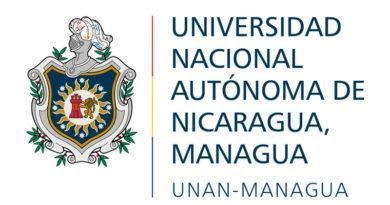 UNIVERSIDAD
NACIONAL
AUTÓNOMA DE
NICARAGUA,
MANAGUA
UNAN-MANAGUA